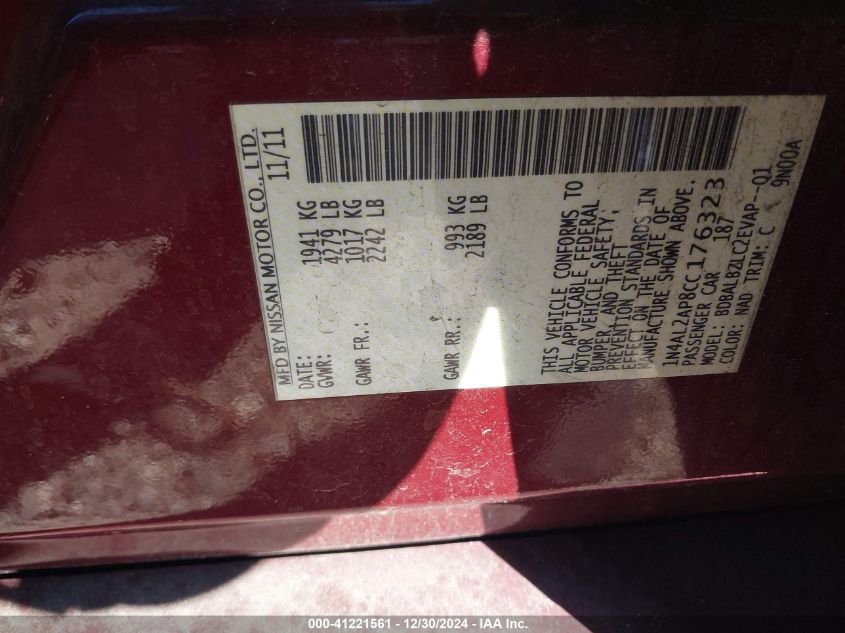 MFD BY NISSAN MOTOR CO., LTD.
DATE: 11/11
GVWR: 1941 KG
4279 LB
GAWR FR.: 1017 KG
2242 LB
GAWR RR.: 993 KG
2189 LB
THIS VEHICLE CONFORMS TO
ALL APPLICABLE FEDERAL
MOTOR VEHICLE SAFETY,
BUMPER, AND THEFT
PREVENTION STANDARDS IN
EFFECT ON THE DATE OF
MANUFACTURE SHOWN ABOVE.
1N4AL2AP8CC176323
PASSENGER CAR 187
MODEL: BDBALBZLC2EVAP--Q1
COLOR: NAD TRIM: C 9N00A
000-41221561 - 12/30/2024 - IAA Inc.